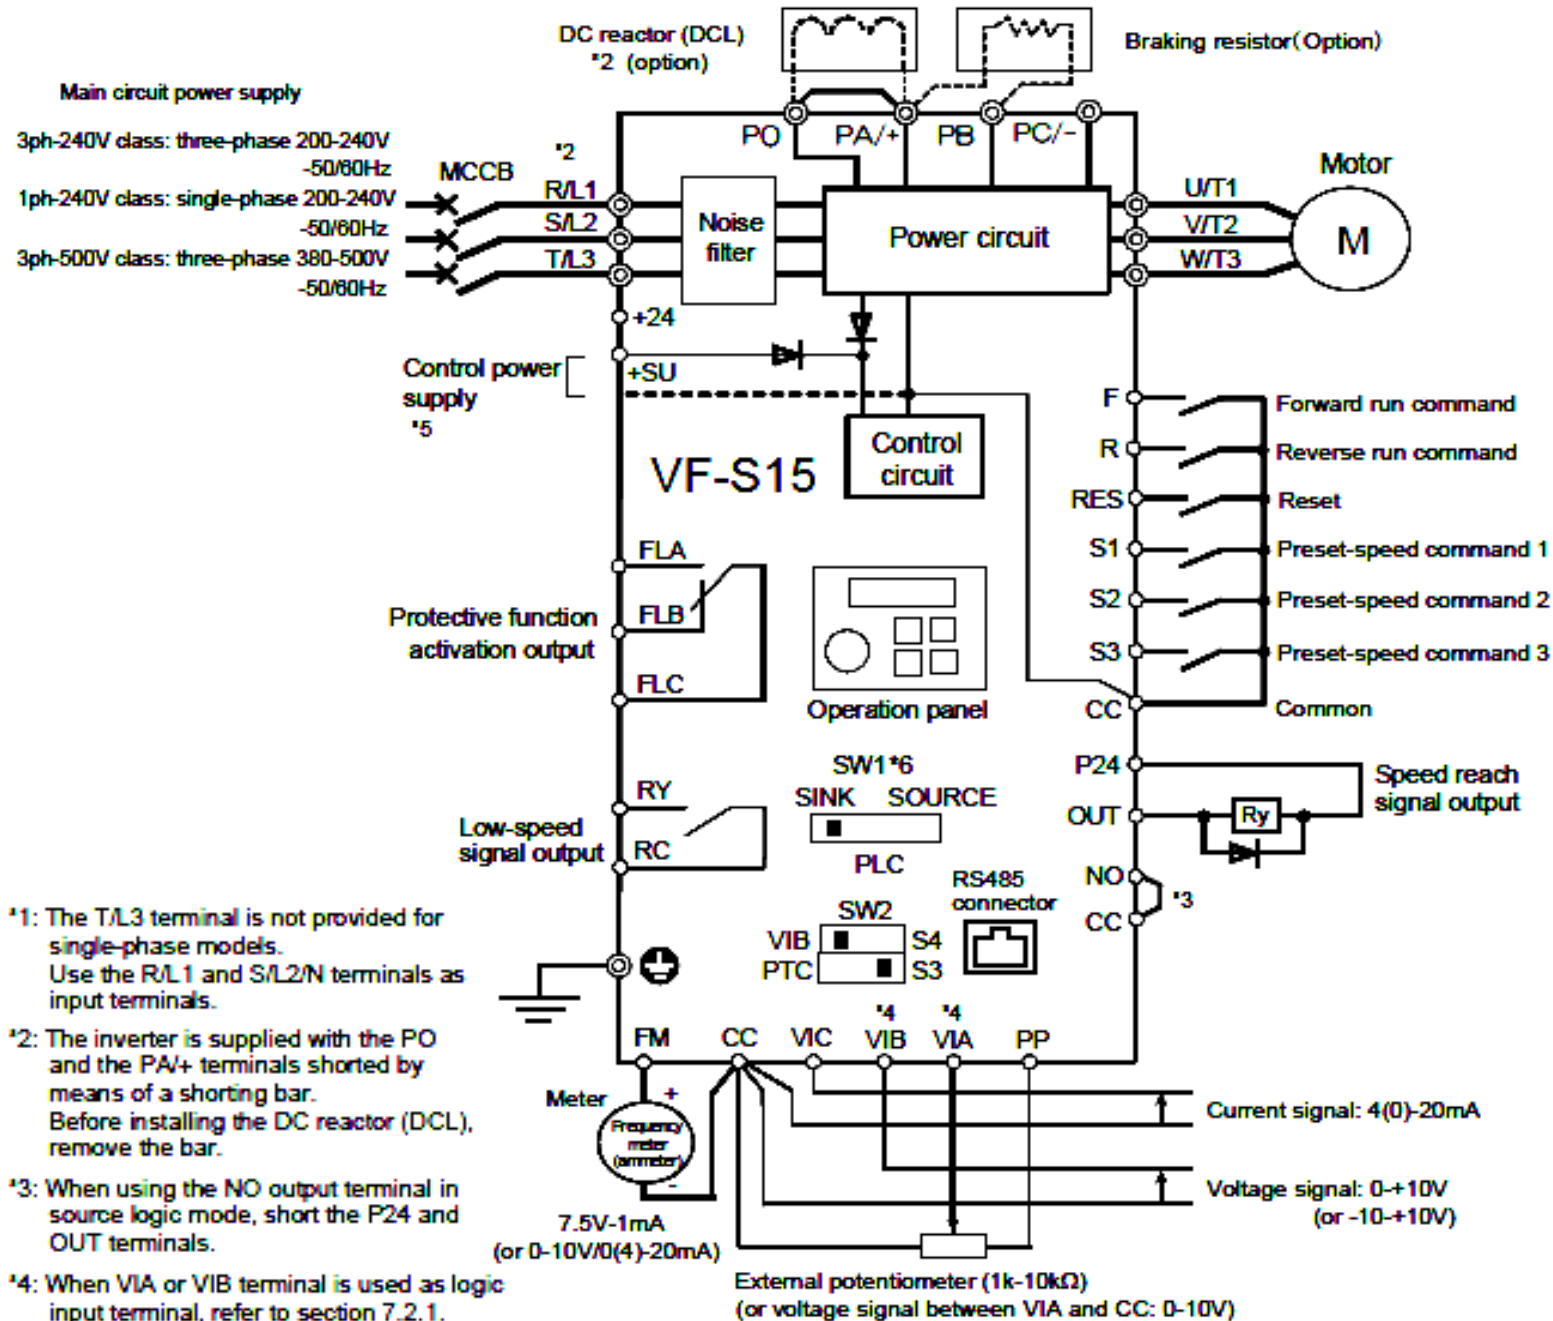 DC reactor (DCL)
*2 (option)
Braking resistor(Option)
Main circuit power supply
3ph-240V class: three-phase 200-240V
-50/60Hz
1ph-240V class: single-phase 200-240V
-50/60Hz
3ph-500V class: three-phase 380-500V
-50/60Hz
MCCB
*2
R/L1
S/L2
T/L3
PO
PA/+
PB
PC/-
Noise
filter
Power circuit
U/T1
V/T2
W/T3
Motor
M
+24
+SU
Control power
supply
*5
Control
circuit
VF-S15
F
Forward run command
R
Reverse run command
RES
Reset
S1
Preset-speed command 1
S2
Preset-speed command 2
S3
Preset-speed command 3
CC
Common
FLA
FLB
FLC
Protective function
activation output
Operation panel
P24
OUT
Ry
Speed reach
signal output
SW1*6
SINK SOURCE
PLC
RY
RC
Low-speed
signal output
NO
CC
*3
RS485
connector
SW2
VIB
S4
PTC
S3
*4
*4
FM
CC
VIC
VIB
VIA
PP
Meter
+
Frequency
meter
(ammeter)
-
7.5V-1mA
(or 0-10V/0(4)-20mA)
Current signal: 4(0)-20mA
Voltage signal: 0-+10V
(or -10-+10V)
External potentiometer (1k-10kΩ)
(or voltage signal between VIA and CC: 0-10V)
*1: The T/L3 terminal is not provided for
single-phase models.
Use the R/L1 and S/L2/N terminals as
input terminals.
*2: The inverter is supplied with the PO
and the PA/+ terminals shorted by
means of a shorting bar.
Before installing the DC reactor (DCL),
remove the bar.
*3: When using the NO output terminal in
source logic mode, short the P24 and
OUT terminals.
*4: When VIA or VIB terminal is used as logic
input terminal, refer to section 7.2.1.